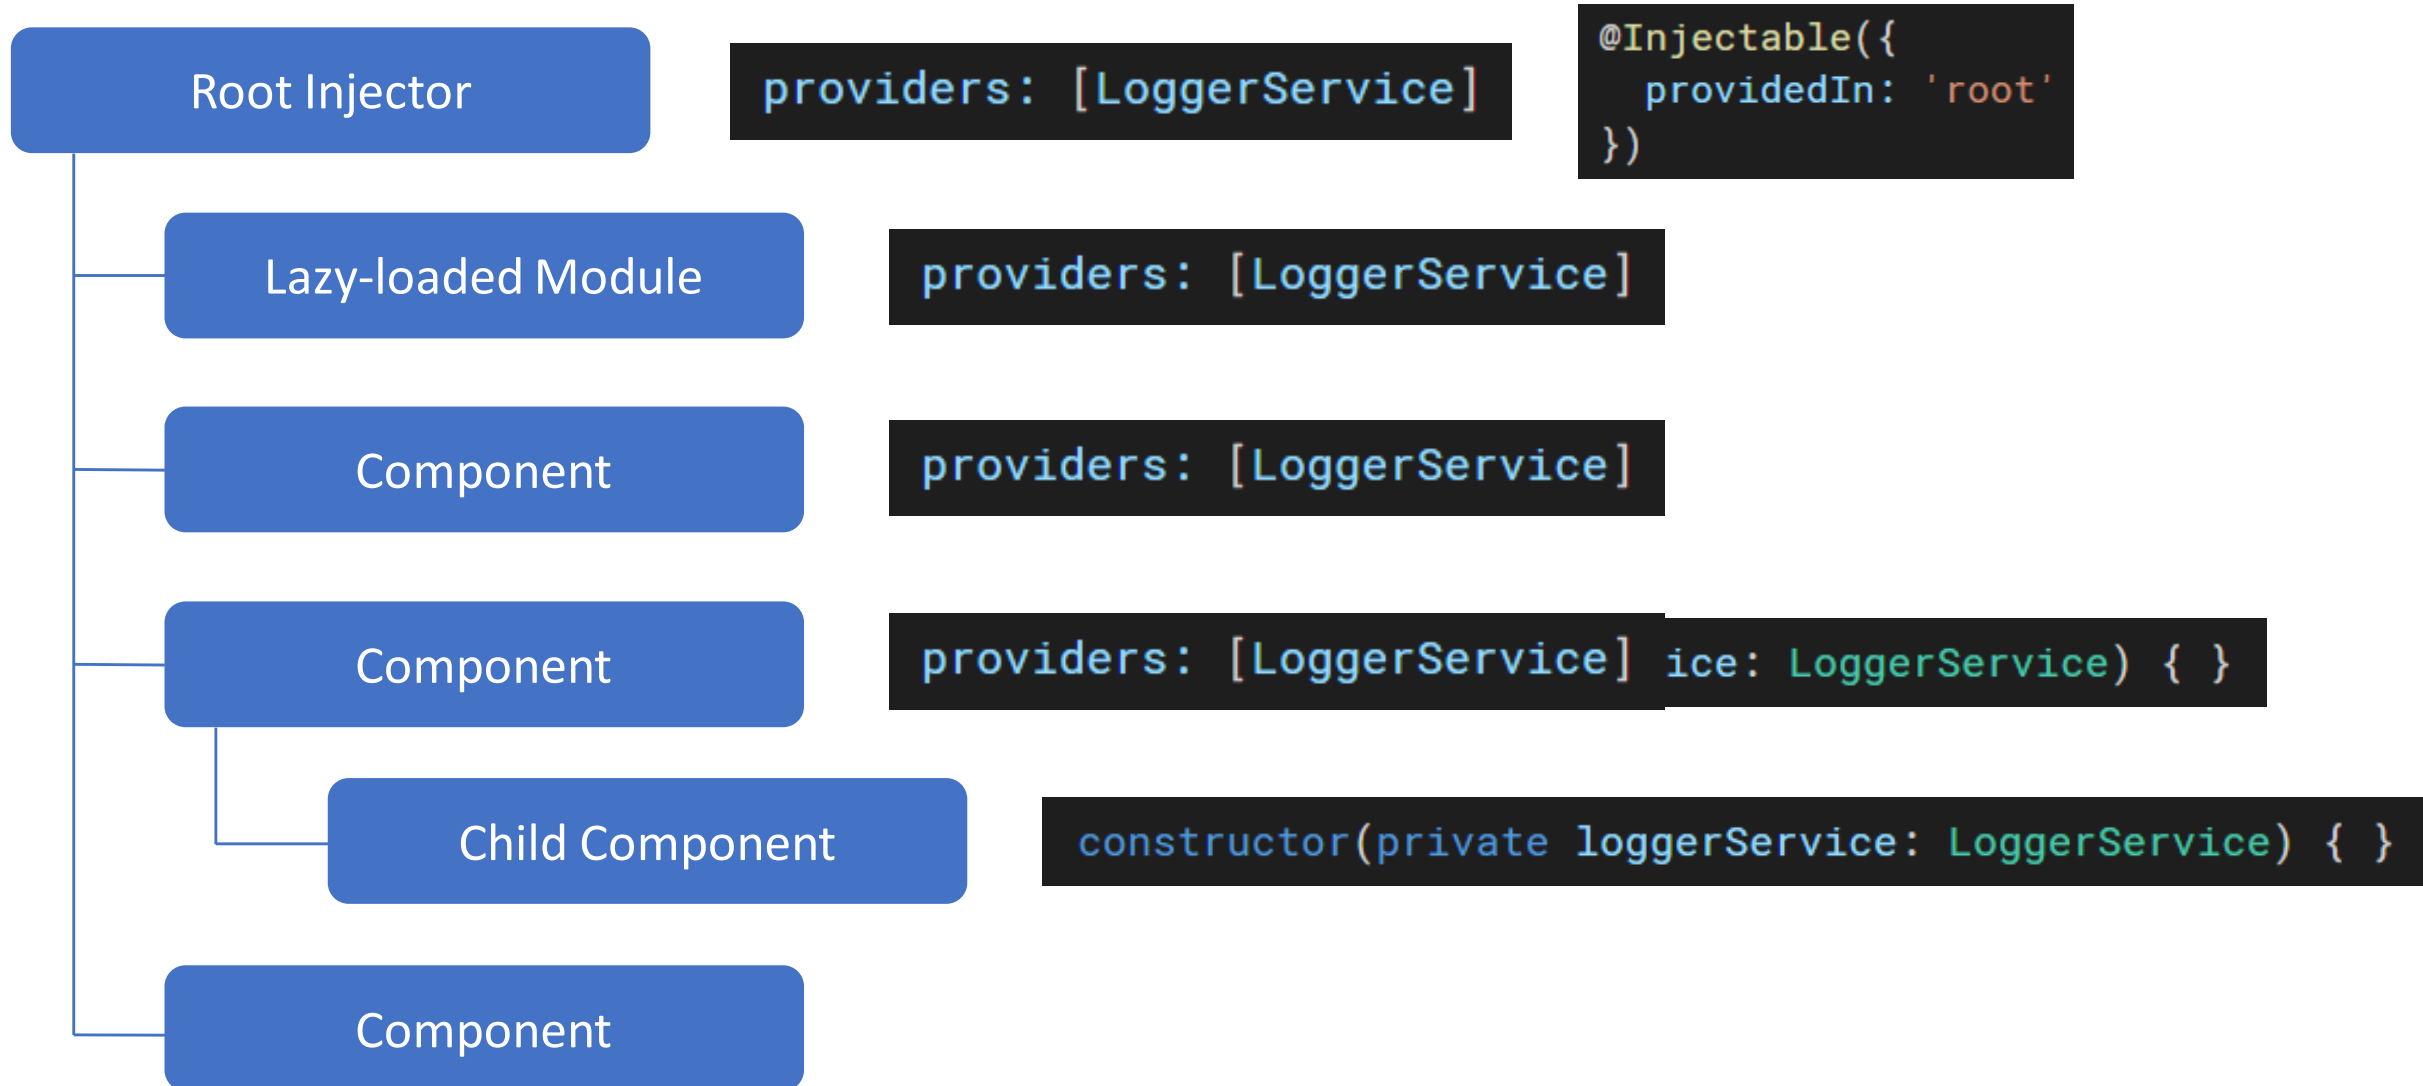 Root Injector
providers: [LoggerService]
@Injectable({
providedIn: 'root'
})
Lazy-loaded Module
providers: [LoggerService]
Component
providers: [LoggerService]
Component
providers: [LoggerService] ice: LoggerService) { }
Child Component
constructor(private loggerService: LoggerService) { }
Component